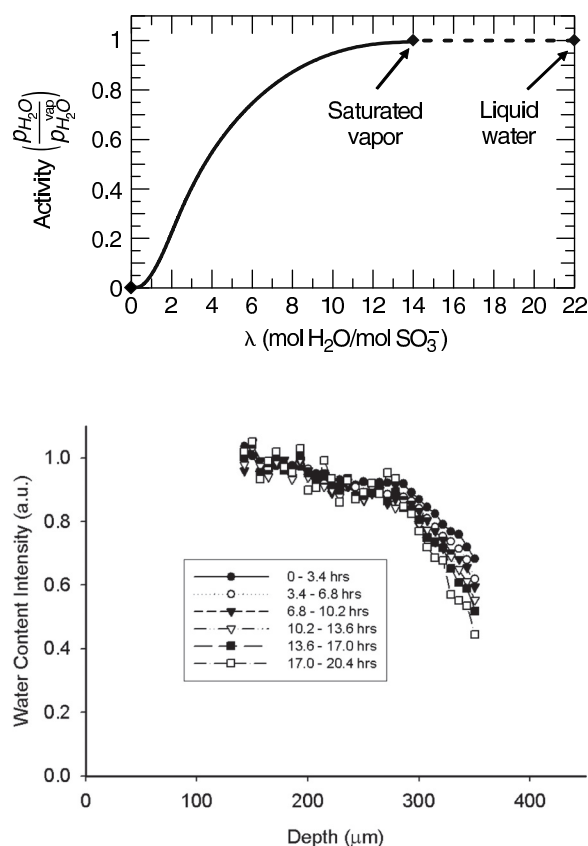 1
0.8
0.6
0.4
0.2
0
Activity (p_H2O / p^vap_H2O)
Saturated
vapor
Liquid
water
0 2 4 6 8 10 12 14 16 18 20 22
λ (mol H₂O/mol SO₃⁻)
1.0
0.8
0.6
0.4
0.2
0.0
Water Content Intensity (a.u.)
0 - 3.4 hrs
3.4 - 6.8 hrs
6.8 - 10.2 hrs
10.2 - 13.6 hrs
13.6 - 17.0 hrs
17.0 - 20.4 hrs
0 100 200 300 400
Depth (μm)